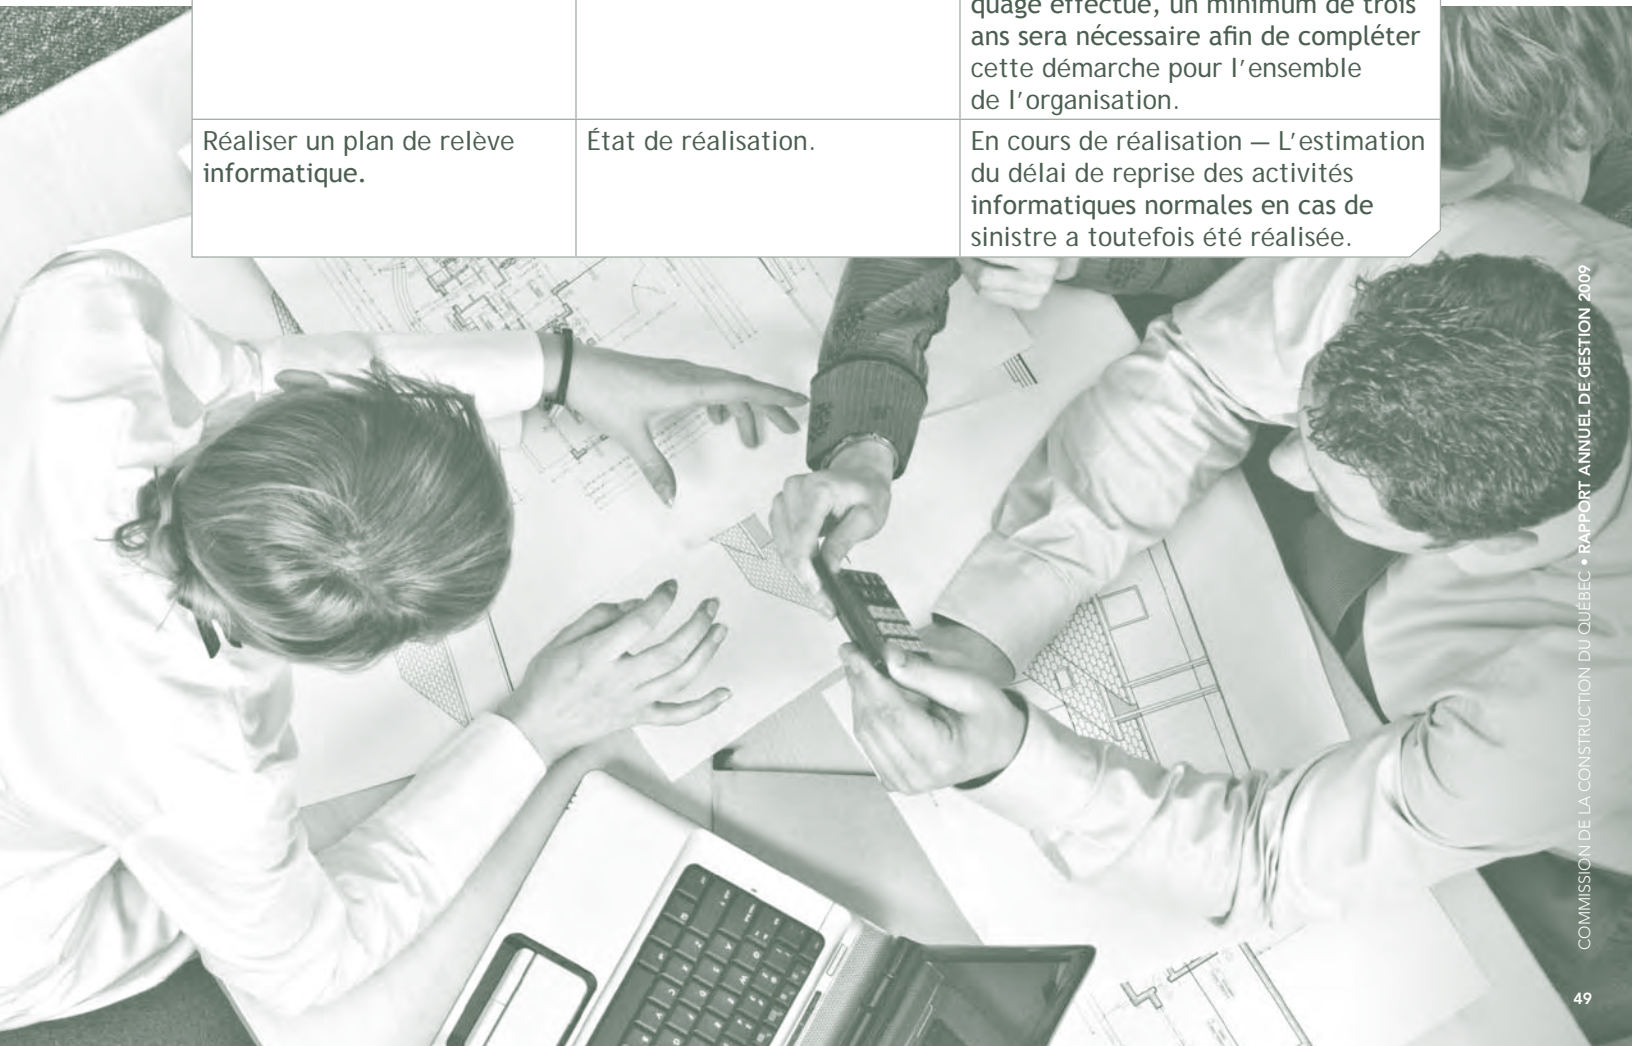 quage effectué, un minimum de trois
ans sera nécessaire afin de compléter
cette démarche pour l'ensemble
de l'organisation.
Réaliser un plan de relève
informatique.
État de réalisation.
En cours de réalisation — L'estimation
du délai de reprise des activités
informatiques normales en cas de
sinistre a toutefois été réalisée.
COMMISSION DE LA CONSTRUCTION DU QUÉBEC • RAPPORT ANNUEL DE GESTION 2009
49